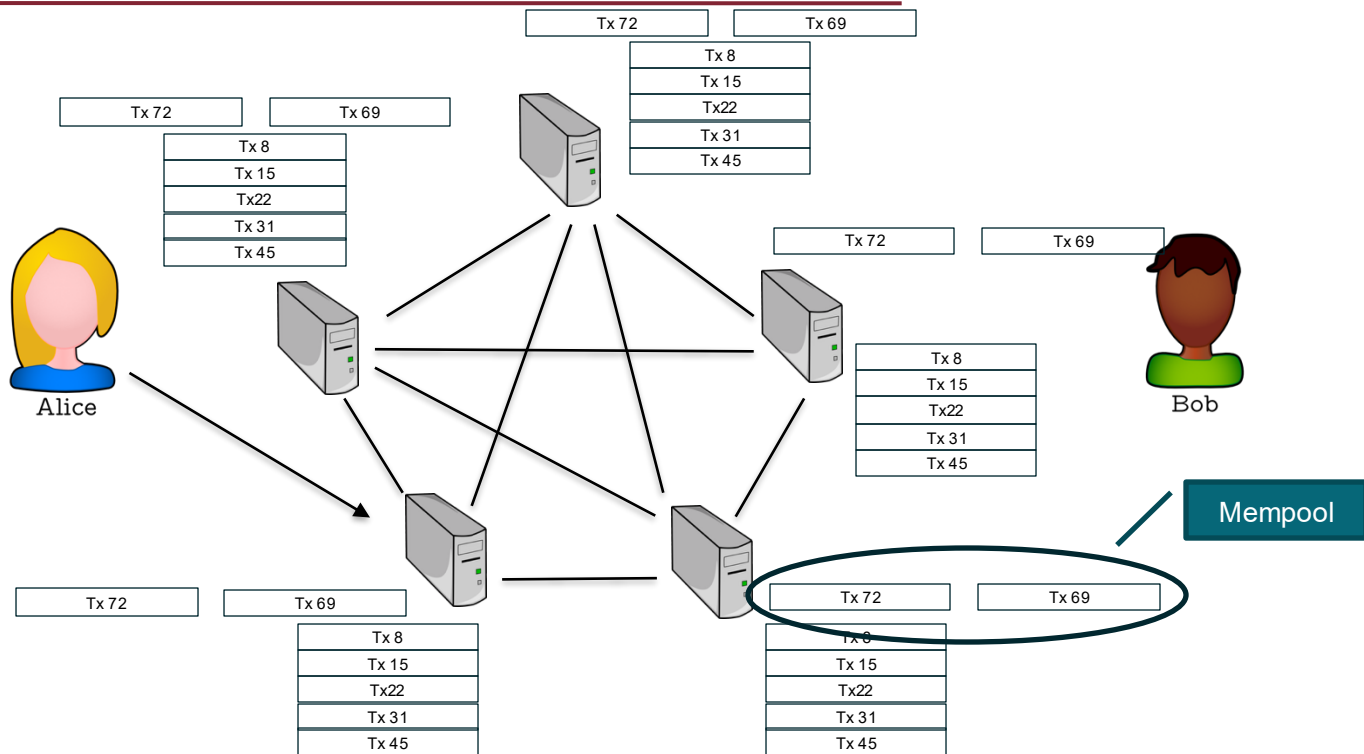 Tx 72
Tx 69
Tx 8
Tx 15
Tx22
Tx 31
Tx 45
Tx 72
Tx 69
Tx 8
Tx 15
Tx22
Tx 31
Tx 45
Tx 72
Tx 69
Tx 8
Tx 15
Tx22
Tx 31
Tx 45
Alice
Bob
Mempool
Tx 72
Tx 69
Tx 8
Tx 15
Tx22
Tx 31
Tx 45
Tx 72
Tx 69
Tx 8
Tx 15
Tx22
Tx 31
Tx 45